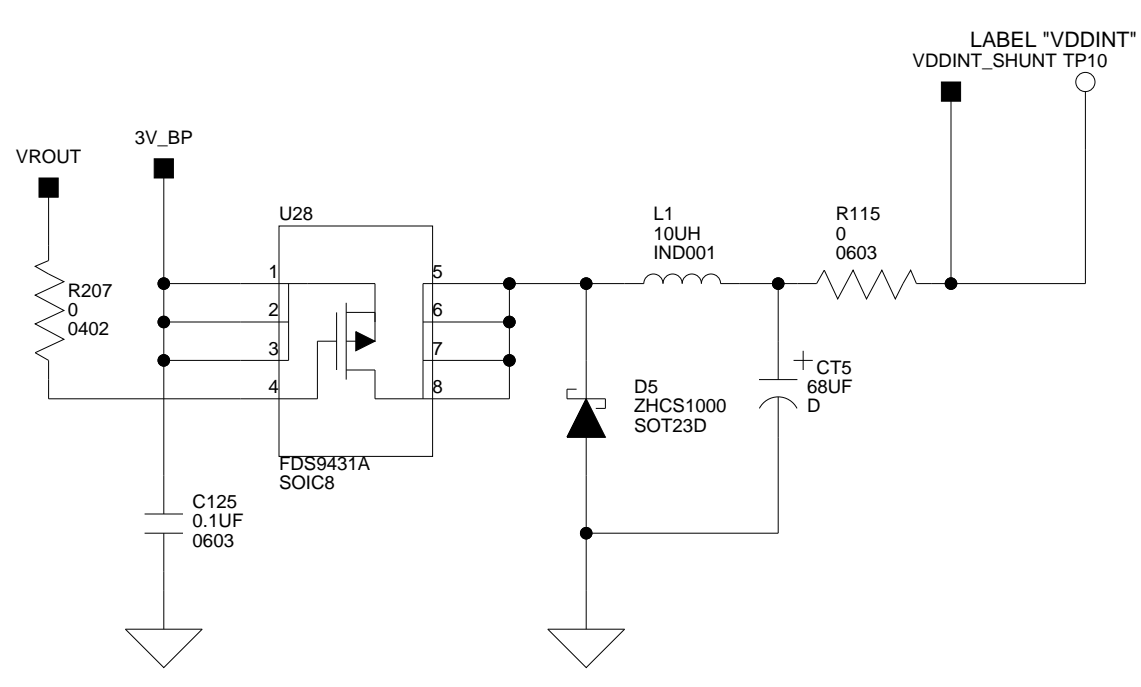 LABEL "VDDINT"
VDDINT_SHUNT TP10
3V_BP
VROUT
U28
L1
10UH
IND001
R115
0
0603
1
5
R207
0
0402
2
6
3
7
4
8
CT5
68UF
D
D5
ZHCS1000
SOT23D
FDS9431A
SOIC8
C125
0.1UF
0603